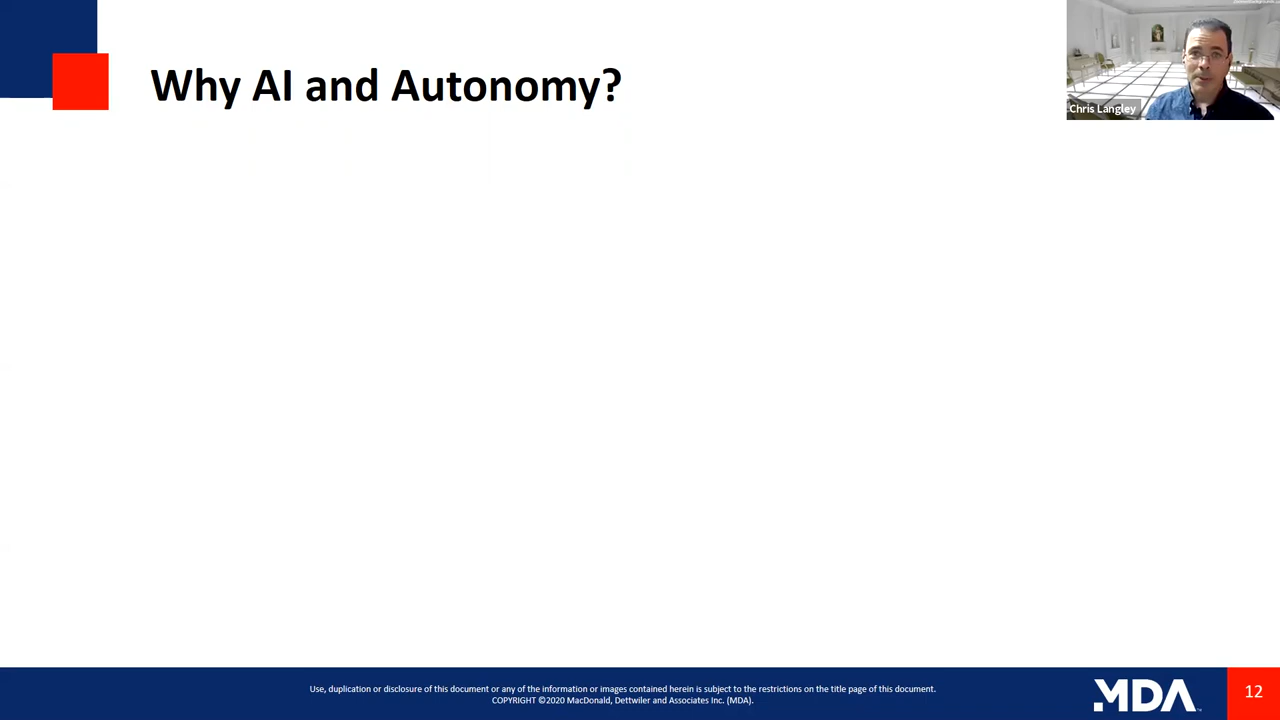 Why AI and Autonomy?
Chris Langley
Use, duplication or disclosure of this document or any of the information or images contained herein is subject to the restrictions on the title page of this document.
COPYRIGHT ©2020 MacDonald, Dettwiler and Associates Inc. (MDA).
MDA
12